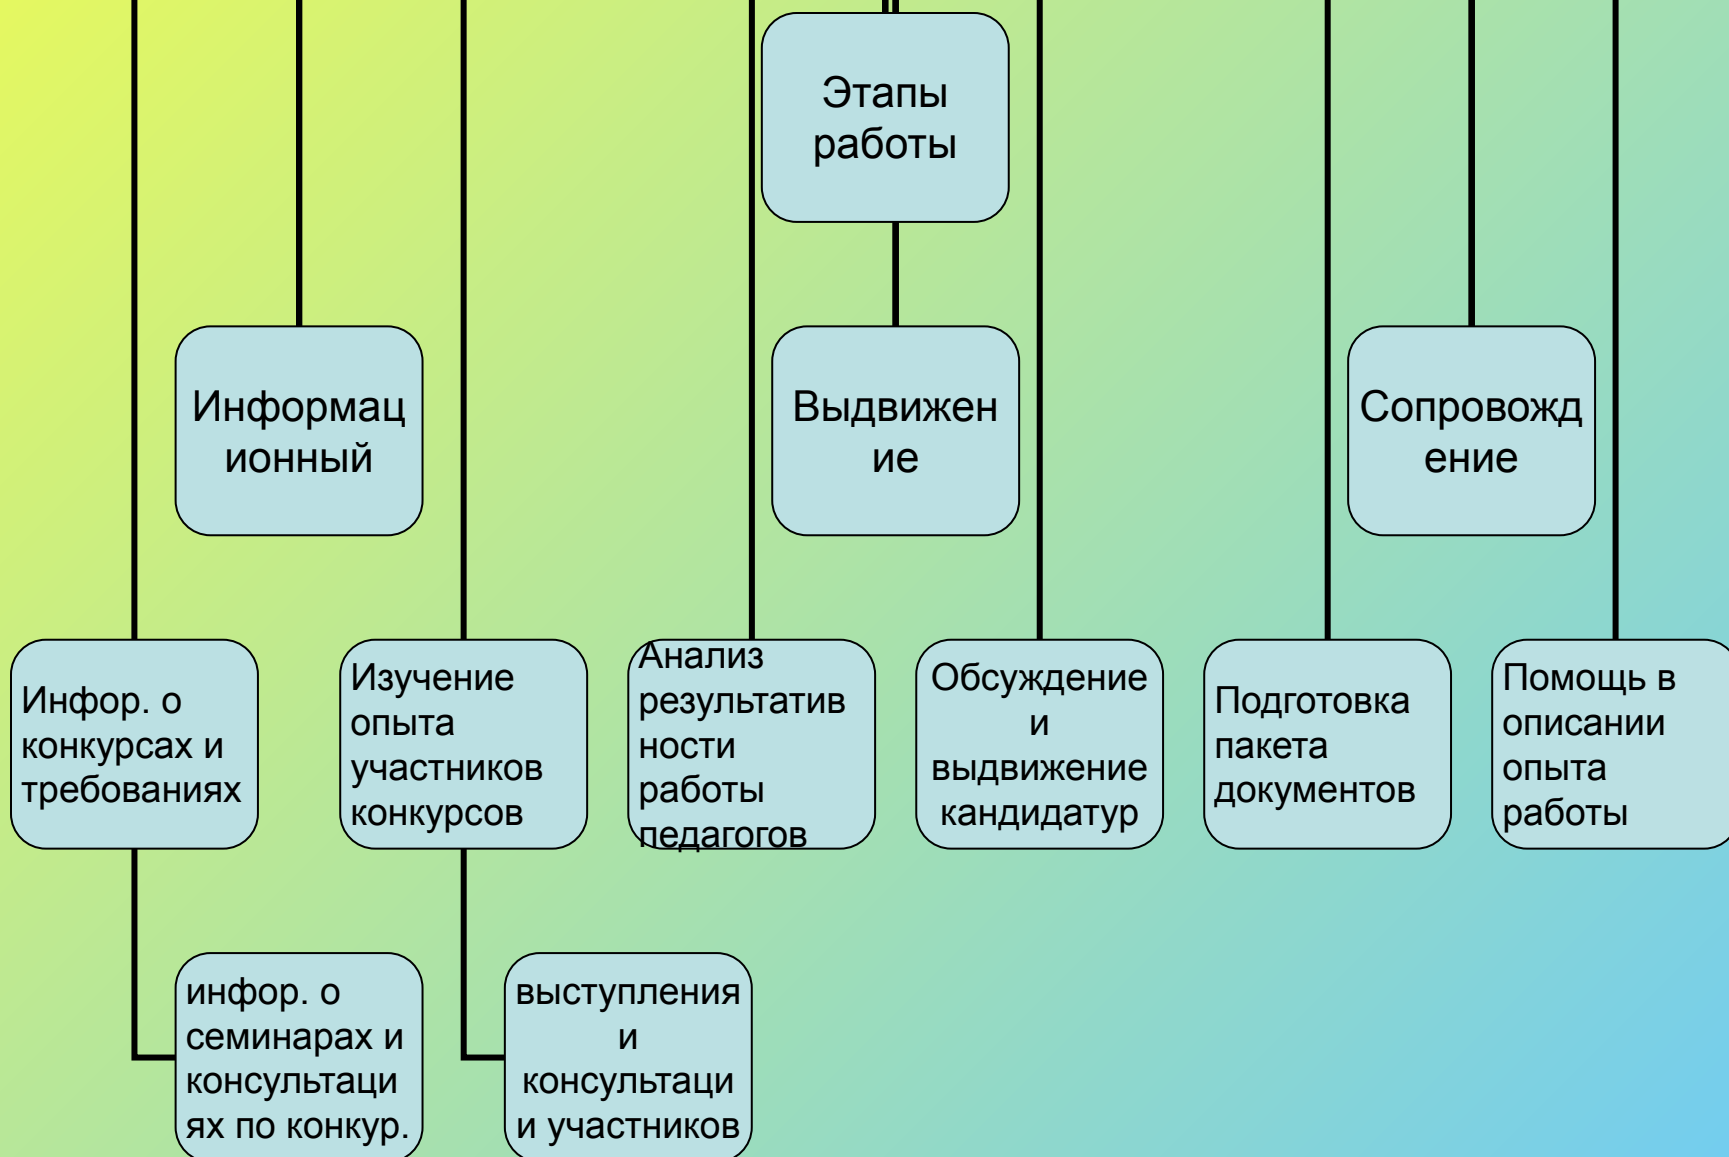 Этапы
работы
Информац
ионный
Выдвижен
ие
Сопровожд
ение
Инфор. о
конкурсах и
требованиях
Изучение
опыта
участников
конкурсов
Анализ
результатив
ности
работы
педагогов
Обсуждение
и
выдвижение
кандидатур
Подготовка
пакета
документов
Помощь в
описании
опыта
работы
инфор. о
семинарах и
консультаци
ях по конкур.
выступления
и
консультаци
и участников